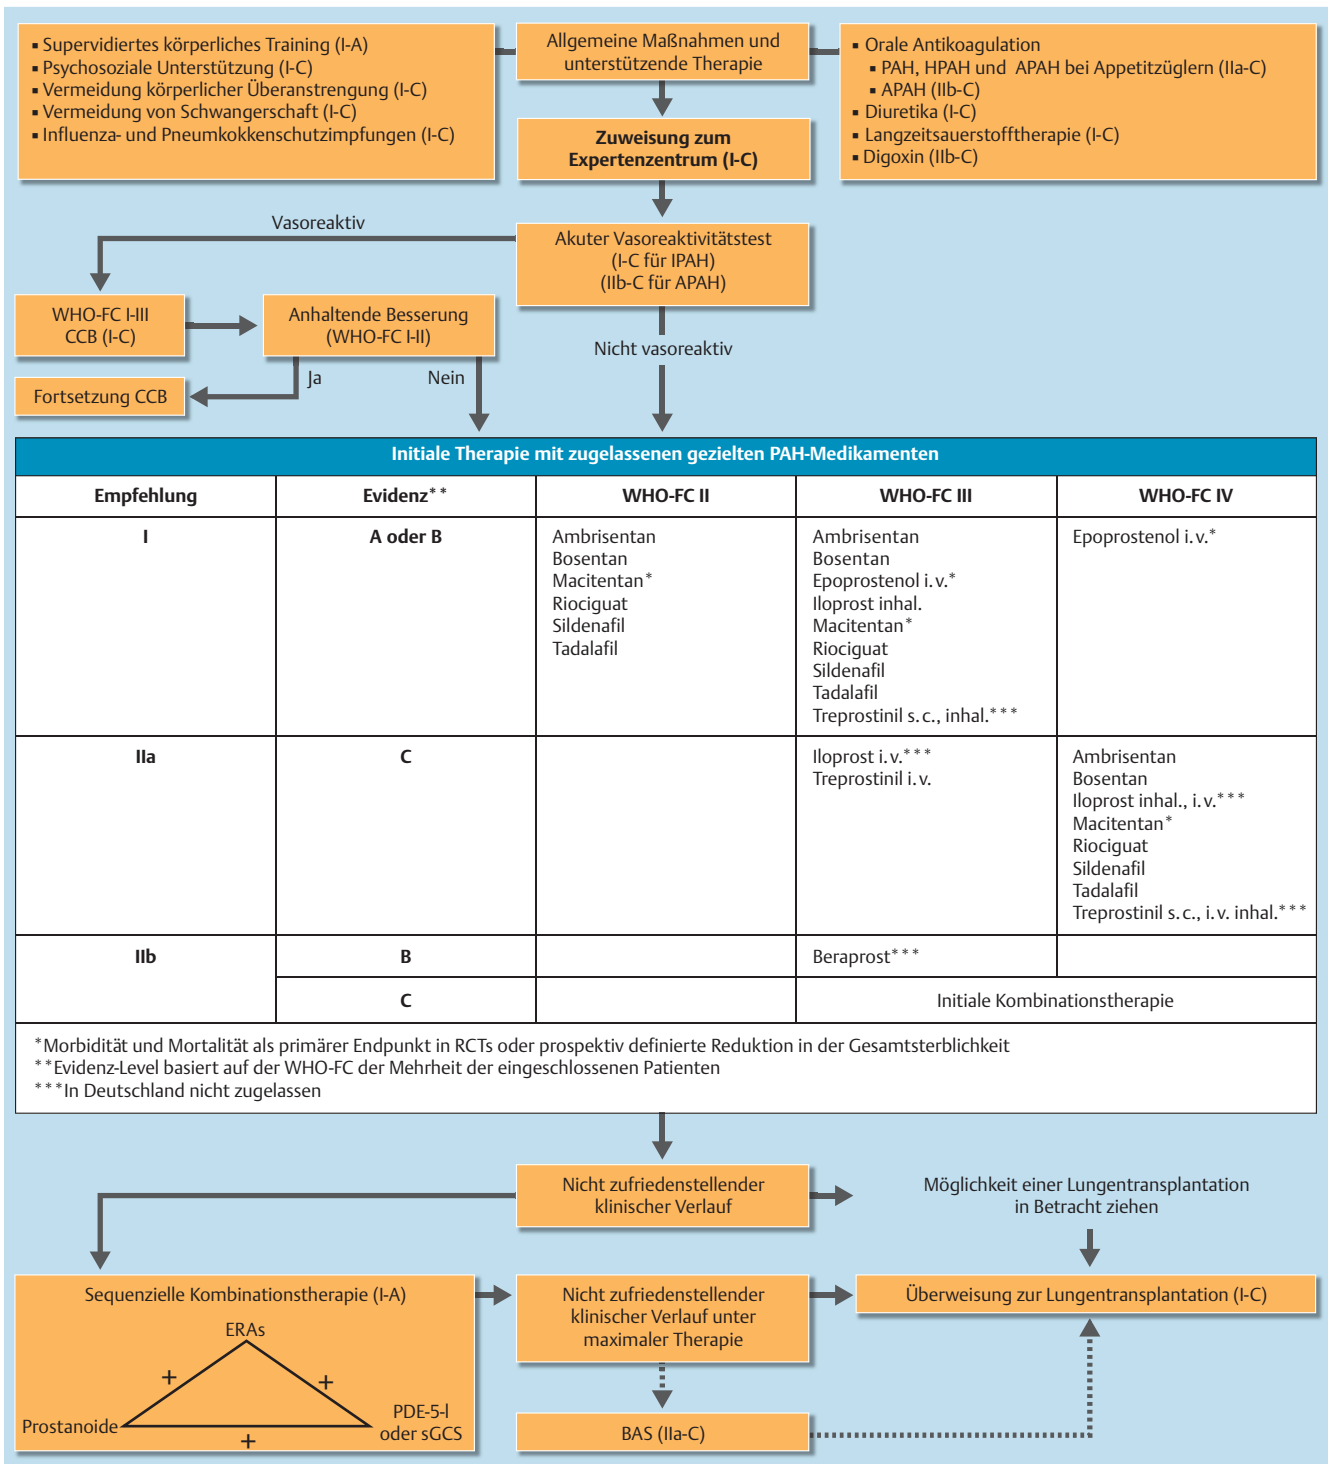 ▪ Supervidiertes körperliches Training (I-A)
▪ Psychosoziale Unterstützung (I-C)
▪ Vermeidung körperlicher Überanstrengung (I-C)
▪ Vermeidung von Schwangerschaft (I-C)
▪ Influenza- und Pneumkokkenschutzimpfungen (I-C)
Allgemeine Maßnahmen und
unterstützende Therapie
▪ Orale Antikoagulation
▪ PAH, HPAH und APAH bei Appetitzüglern (IIa-C)
▪ APAH (IIb-C)
▪ Diuretika (I-C)
▪ Langzeitsauerstofftherapie (I-C)
▪ Digoxin (IIb-C)
Zuweisung zum
Expertenzentrum (I-C)
Vasoreaktiv
Akuter Vasoreaktivitätstest
(I-C für IPAH)
(IIb-C für APAH)
WHO-FC I-III
CCB (I-C)
Anhaltende Besserung
(WHO-FC I-II)
Nicht vasoreaktiv
Ja
Nein
Fortsetzung CCB
Initiale Therapie mit zugelassenen gezielten PAH-Medikamenten
Empfehlung Evidenz** WHO-FC II WHO-FC III WHO-FC IV
I
A oder B
Ambrisentan
Bosentan
Macitentan*
Riociguat
Sildenafil
Tadalafil
Ambrisentan
Bosentan
Epoprostenol i.v.*
Iloprost inhal.
Macitentan*
Riociguat
Sildenafil
Tadalafil
Treprostinil s.c., inhal.***
Epoprostenol i.v.*
IIa
C
Iloprost i.v.***
Treprostinil i.v.
Ambrisentan
Bosentan
Iloprost inhal., i.v.***
Macitentan*
Riociguat
Sildenafil
Tadalafil
Treprostinil s.c., i.v. inhal.***
IIb
B
Beraprost***
C
Initiale Kombinationstherapie
*Morbidität und Mortalität als primärer Endpunkt in RCTs oder prospektiv definierte Reduktion in der Gesamtsterblichkeit
**Evidenz-Level basiert auf der WHO-FC der Mehrheit der eingeschlossenen Patienten
***In Deutschland nicht zugelassen
Nicht zufriedenstellender
klinischer Verlauf
Möglichkeit einer Lungentransplantation
in Betracht ziehen
Sequenzielle Kombinationstherapie (I-A)
ERAs
+
+
Prostanoide
PDE-5-I
oder sGCS
+
Nicht zufriedenstellender
klinischer Verlauf unter
maximaler Therapie
Überweisung zur Lungentransplantation (I-C)
BAS (IIa-C)